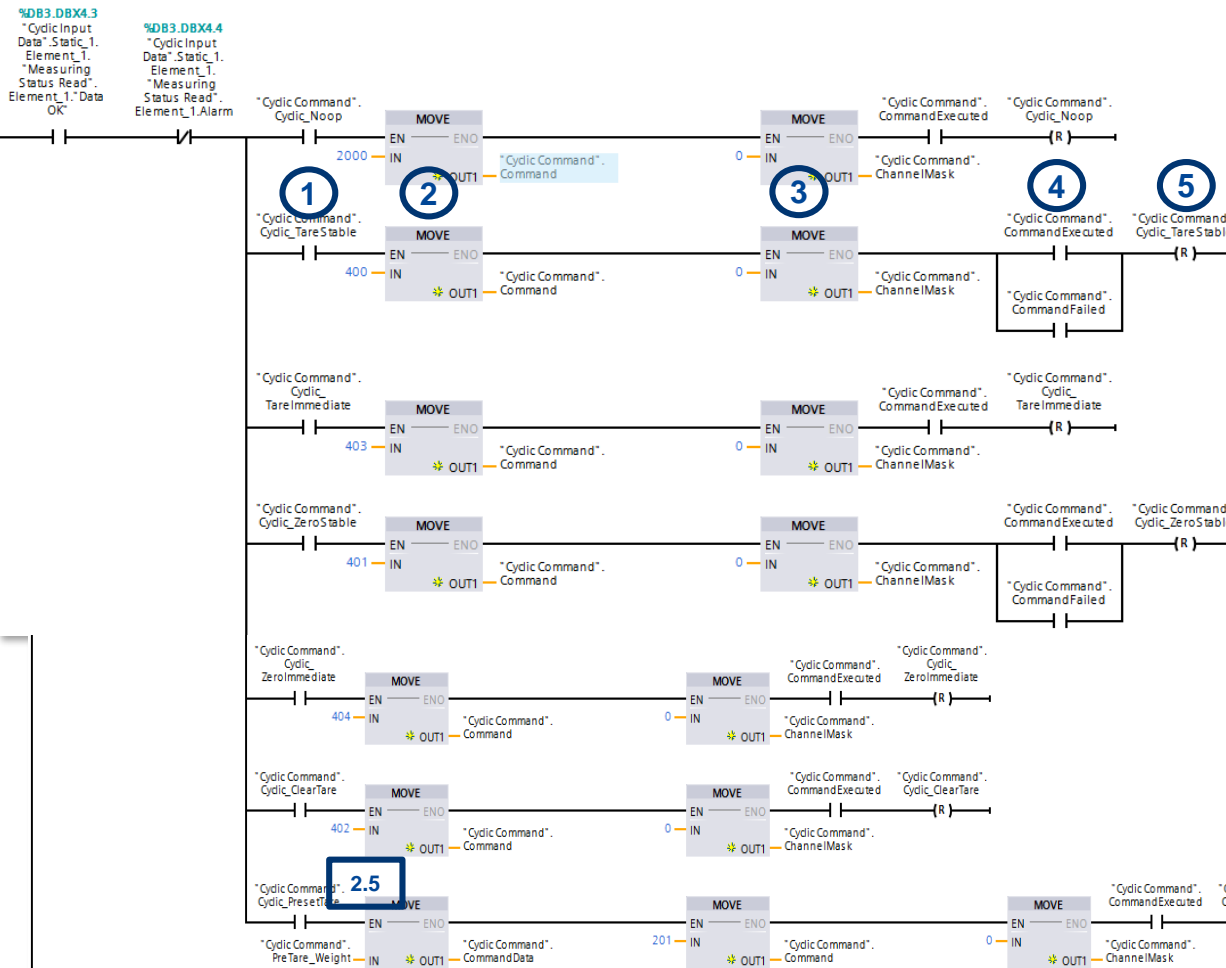 %DB3.DBX4.3
"Cyclic Input
Data".Static_1.
Element_1.
"Measuring
Status Read".
Element_1."Data
OK"
%DB3.DBX4.4
"Cyclic Input
Data".Static_1.
Element_1.
"Measuring
Status Read".
Element_1.Alarm
"Cyclic Command".
Cyclic_Noop
MOVE
EN
ENO
2000
IN
OUT1
"Cyclic Command".
Command
MOVE
EN
ENO
0
IN
OUT1
"Cyclic Command".
ChannelMask
"Cyclic Command".
CommandExecuted
"Cyclic Command".
Cyclic_Noop
R
1
2
3
4
5
"Cyclic Command".
Cyclic_TareStable
MOVE
EN
ENO
400
IN
OUT1
"Cyclic Command".
Command
MOVE
EN
ENO
0
IN
OUT1
"Cyclic Command".
ChannelMask
"Cyclic Command".
CommandExecuted
"Cyclic Command".
CommandFailed
"Cyclic Command
Cyclic_TareStabl
R
"Cyclic Command".
Cyclic_
TareImmediate
MOVE
EN
ENO
403
IN
OUT1
"Cyclic Command".
Command
MOVE
EN
ENO
0
IN
OUT1
"Cyclic Command".
ChannelMask
"Cyclic Command".
CommandExecuted
"Cyclic Command".
Cyclic_
TareImmediate
R
"Cyclic Command".
Cyclic_ZeroStable
MOVE
EN
ENO
401
IN
OUT1
"Cyclic Command".
Command
MOVE
EN
ENO
0
IN
OUT1
"Cyclic Command".
ChannelMask
"Cyclic Command".
CommandExecuted
"Cyclic Command".
CommandFailed
"Cyclic Command
Cyclic_ZeroStabl
R
"Cyclic Command".
Cyclic_
ZeroImmediate
MOVE
EN
ENO
404
IN
OUT1
"Cyclic Command".
Command
MOVE
EN
ENO
0
IN
OUT1
"Cyclic Command".
ChannelMask
"Cyclic Command".
CommandExecuted
"Cyclic Command".
Cyclic_
ZeroImmediate
R
"Cyclic Command".
Cyclic_ClearTare
MOVE
EN
ENO
402
IN
OUT1
"Cyclic Command".
Command
MOVE
EN
ENO
0
IN
OUT1
"Cyclic Command".
ChannelMask
"Cyclic Command".
CommandExecuted
"Cyclic Command".
Cyclic_ClearTare
R
2.5
"Cyclic Command".
Cyclic_PresetTare
MOVE
EN
ENO
"Cyclic Command".
PreTare_Weight
IN
OUT1
"Cyclic Command".
CommandData
MOVE
EN
ENO
201
IN
OUT1
"Cyclic Command".
Command
MOVE
EN
ENO
0
IN
OUT1
"Cyclic Command".
ChannelMask
"Cyclic Command".
CommandExecuted